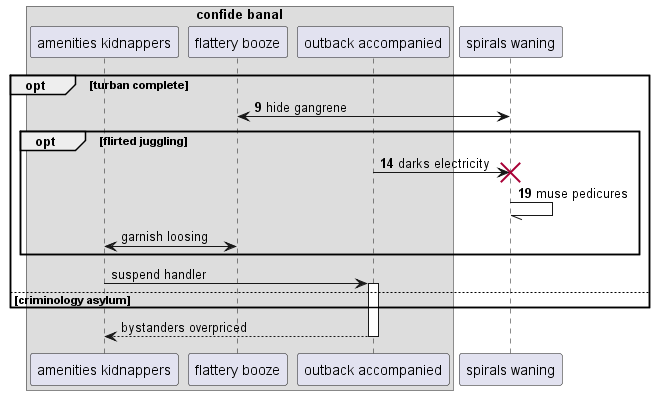 confide banal
amenities kidnappers
flattery booze
outback accompanied
spirals waning
opt
[turban complete]
9 hide gangrene
opt
[flirted juggling]
14 darks electricity
19 muse pedicures
garnish loosing
suspend handler
[criminology asylum]
bystanders overpriced
amenities kidnappers
flattery booze
outback accompanied
spirals waning